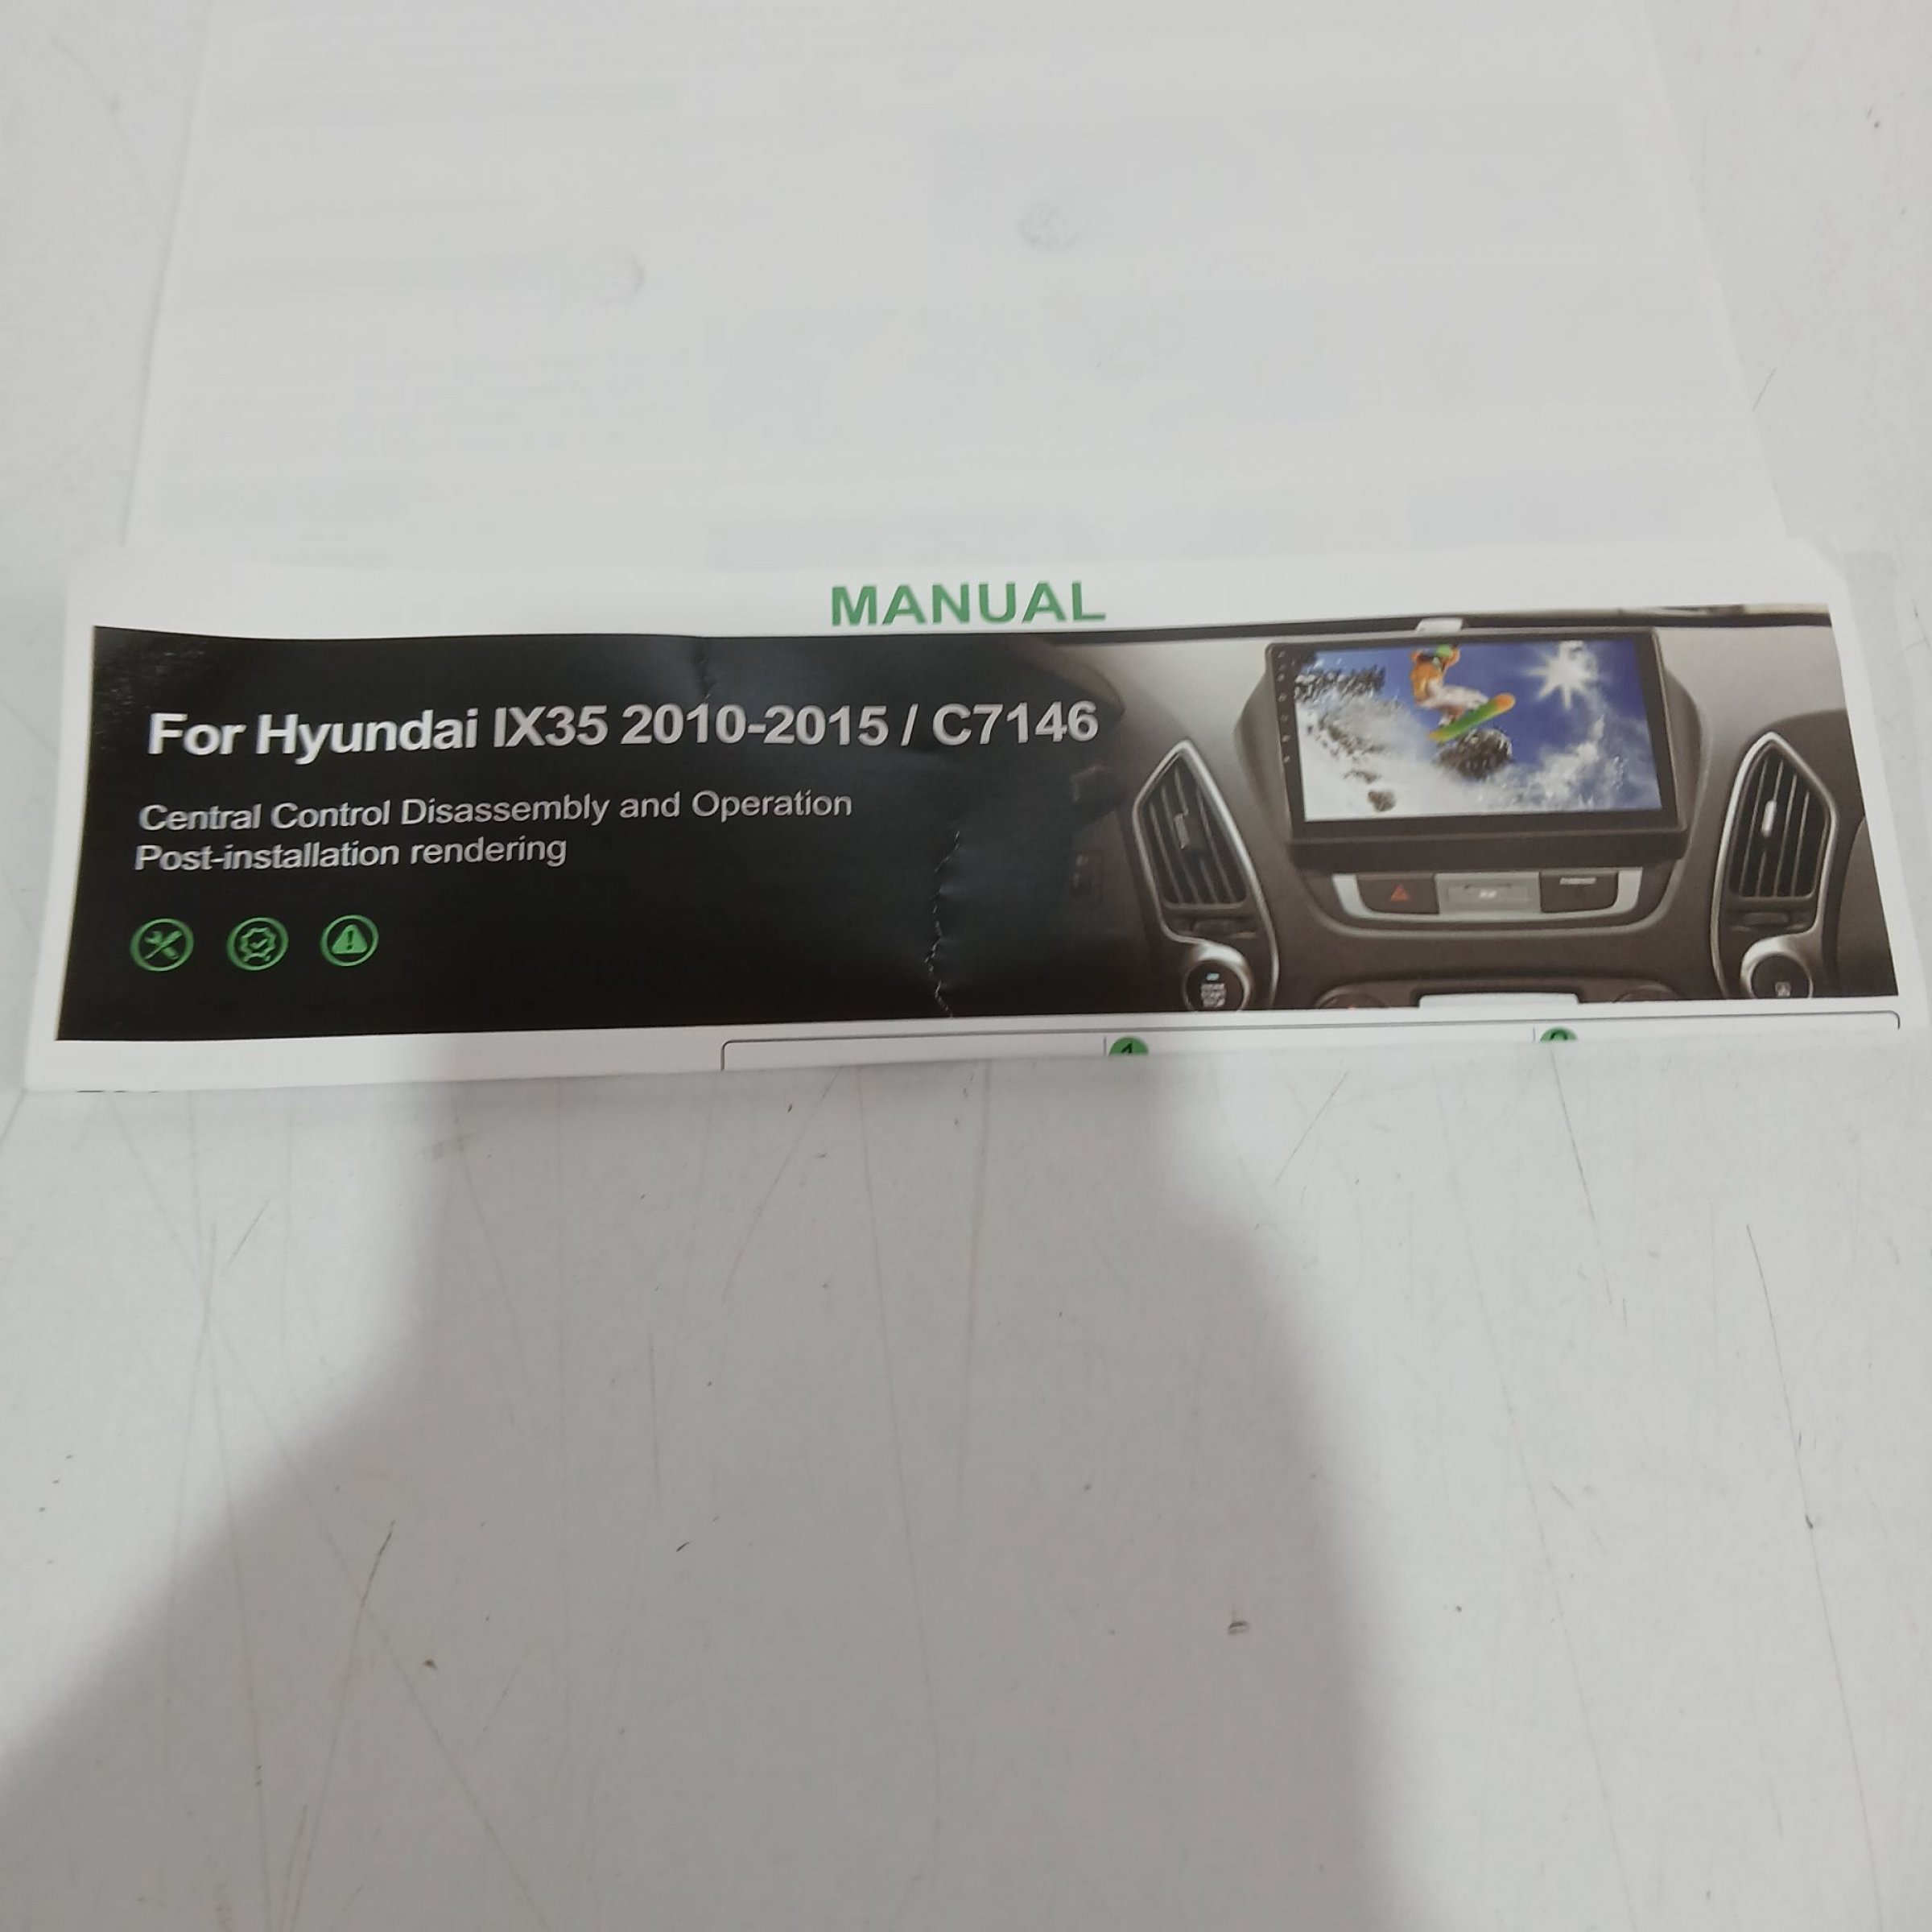 MANUAL
For Hyundai IX35 2010-2015 / C7146
Central Control Disassembly and Operation
Post-installation rendering